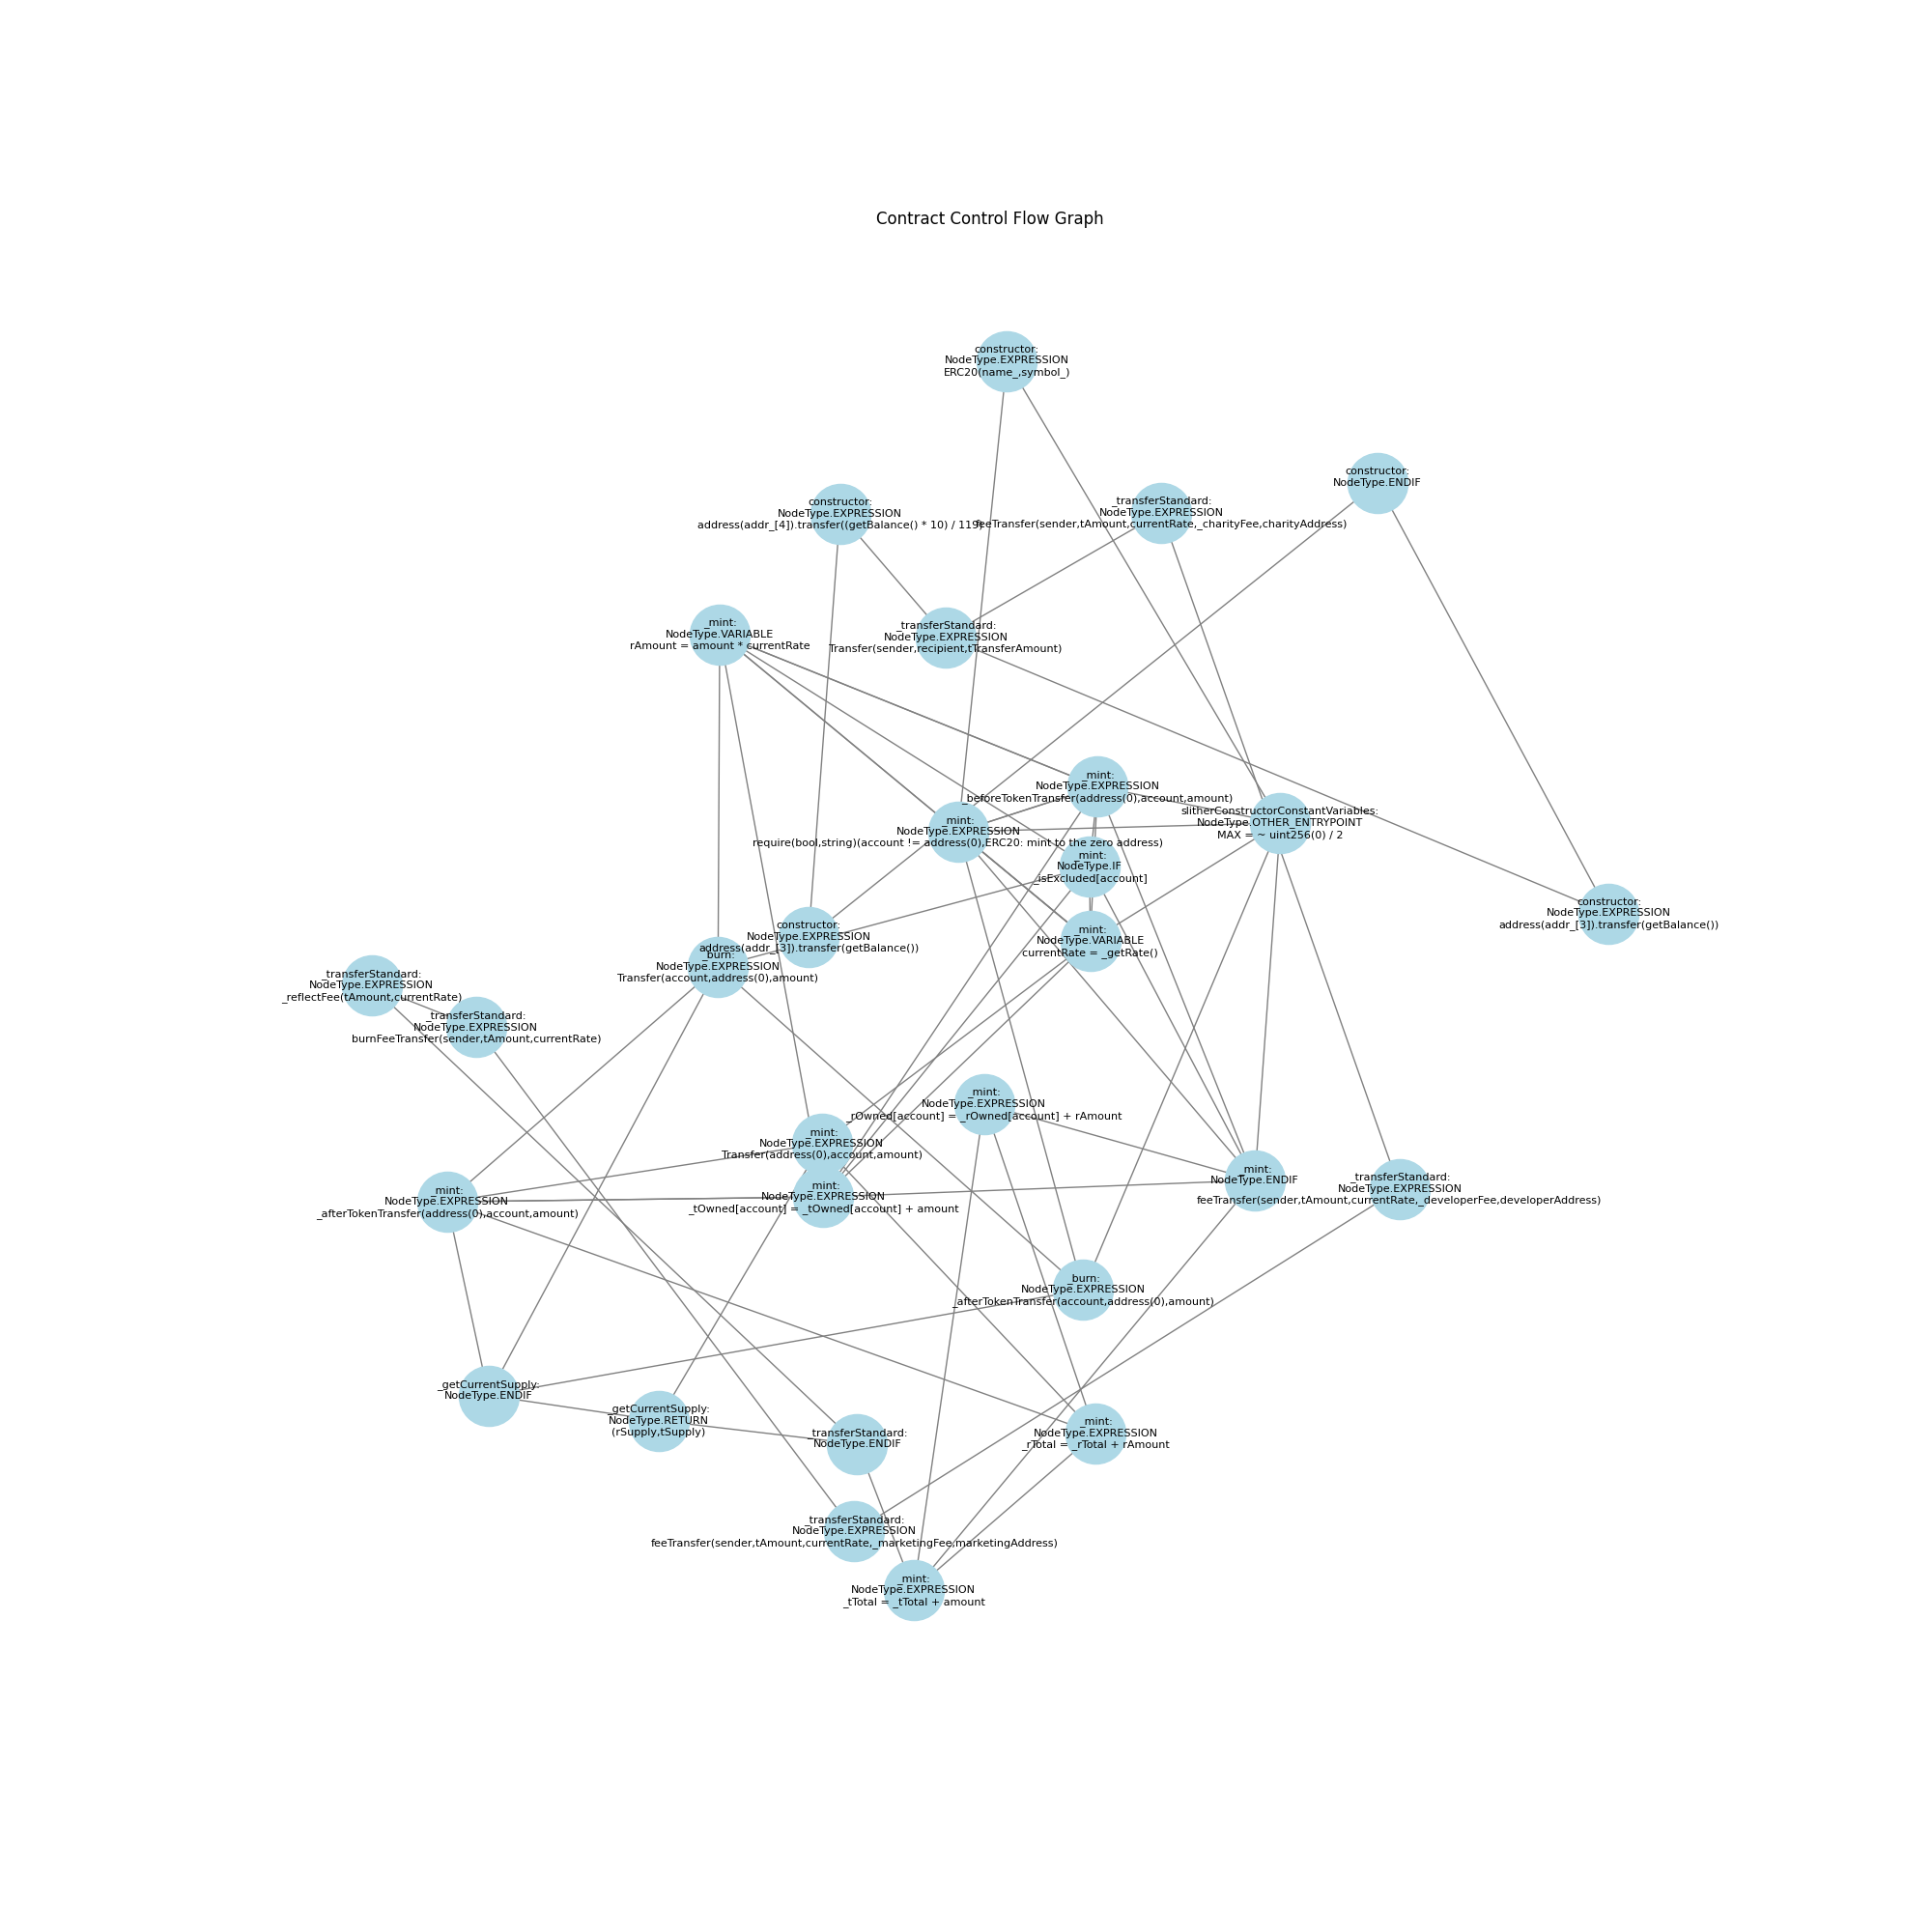 Contract Control Flow Graph
constructor:
NodeType.EXPRESSION
ERC20(name_,symbol_)
constructor:
NodeType.ENDIF
constructor:
NodeType.EXPRESSION
address(addr_[4]).transfer((getBalance() * 10) / 119)
_transferStandard:
NodeType.EXPRESSION
feeTransfer(sender,tAmount,currentRate,_charityFee,charityAddress)
_mint:
NodeType.VARIABLE
rAmount = amount * currentRate
_transferStandard:
NodeType.EXPRESSION
Transfer(sender,recipient,tTransferAmount)
_mint:
NodeType.EXPRESSION
_beforeTokenTransfer(address(0),account,amount)
slitherConstructorConstantVariables:
NodeType.OTHER_ENTRYPOINT
MAX = ~ uint256(0) / 2
_mint:
NodeType.EXPRESSION
require(bool,string)(account != address(0),ERC20: mint to the zero address)
_mint:
NodeType.IF
_isExcluded[account]
constructor:
NodeType.EXPRESSION
address(addr_[3]).transfer(getBalance())
constructor:
NodeType.EXPRESSION
address(addr_[3]).transfer(getBalance())
_mint:
NodeType.VARIABLE
currentRate = _getRate()
_burn:
NodeType.EXPRESSION
Transfer(account,address(0),amount)
_transferStandard:
NodeType.EXPRESSION
_reflectFee(tAmount,currentRate)
_transferStandard:
NodeType.EXPRESSION
burnFeeTransfer(sender,tAmount,currentRate)
_mint:
NodeType.EXPRESSION
_rOwned[account] = _rOwned[account] + rAmount
_mint:
NodeType.EXPRESSION
Transfer(address(0),account,amount)
_mint:
NodeType.ENDIF
_transferStandard:
NodeType.EXPRESSION
feeTransfer(sender,tAmount,currentRate,_developerFee,developerAddress)
_mint:
NodeType.EXPRESSION
_afterTokenTransfer(address(0),account,amount)
_mint:
NodeType.EXPRESSION
_tOwned[account] = _tOwned[account] + amount
_burn:
NodeType.EXPRESSION
_afterTokenTransfer(account,address(0),amount)
_getCurrentSupply:
NodeType.ENDIF
_getCurrentSupply:
NodeType.RETURN
(rSupply,tSupply)
_transferStandard:
NodeType.ENDIF
_mint:
NodeType.EXPRESSION
_rTotal = _rTotal + rAmount
_transferStandard:
NodeType.EXPRESSION
feeTransfer(sender,tAmount,currentRate,_marketingFee,marketingAddress)
_mint:
NodeType.EXPRESSION
_tTotal = _tTotal + amount